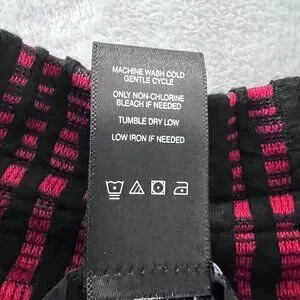 MACHINE WASH COLD
GENTLE CYCLE
ONLY NON-CHLORINE
BLEACH IF NEEDED
TUMBLE DRY LOW
LOW IRON IF NEEDED